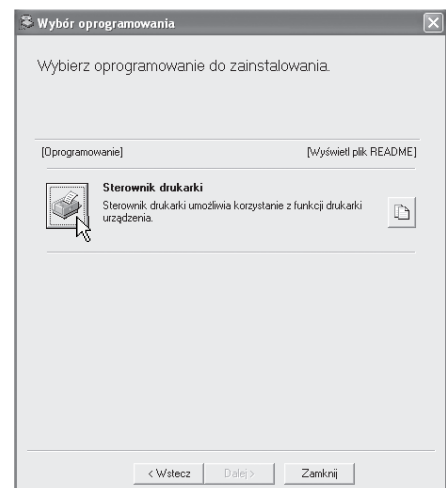 Wybór oprogramowania
Wybierz oprogramowanie do zainstalowania.
[Oprogramowanie] [Wyświetl plik README]
Sterownik drukarki
Sterownik drukarki umożliwia korzystanie z funkcji drukarki
urządzenia.
< Wstecz Dalej > Zamknij